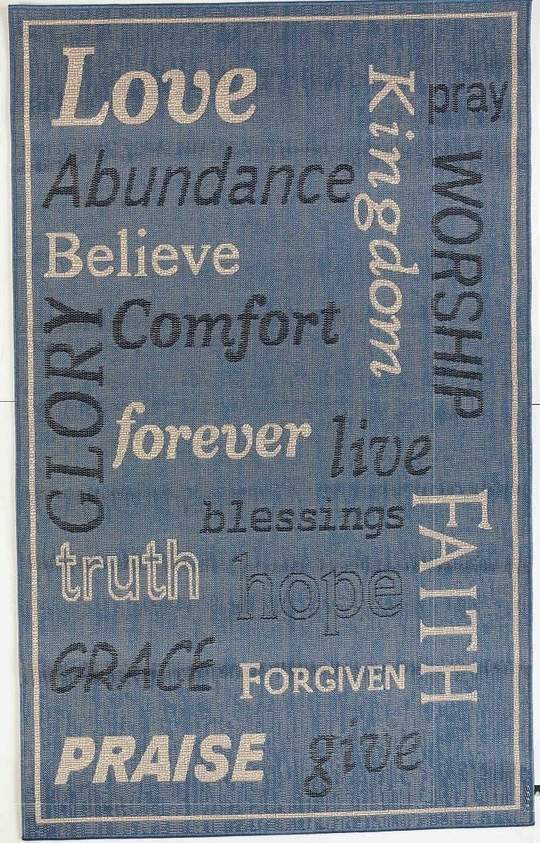 Love
Kingdom
pray
Abundance
WORSHIP
Believe
Comfort
GLORY
forever
live
blessings
FAITH
truth
hope
GRACE
FORGIVEN
PRAISE
give